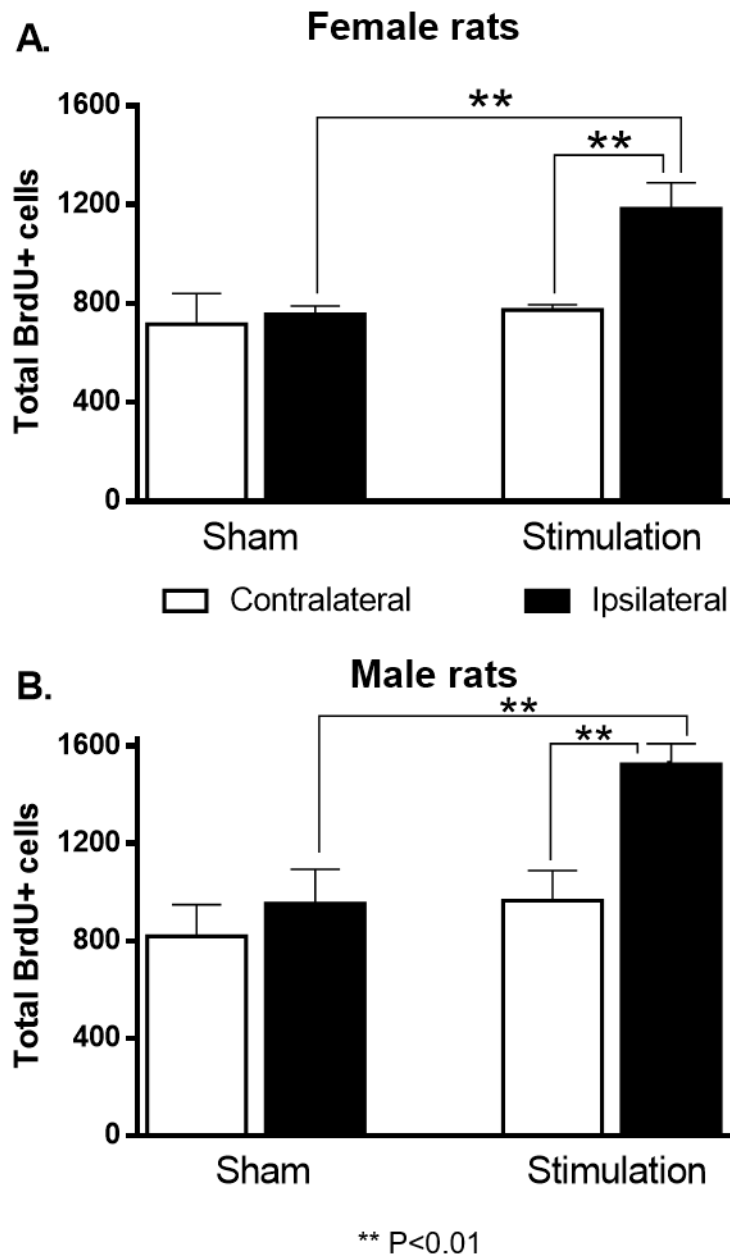 A.
Female rats
**
**
1600
1200
800
400
0
Total BrdU+ cells
Sham
Stimulation
Contralateral
Ipsilateral
B.
Male rats
**
**
1600
1200
800
400
0
Total BrdU+ cells
Sham
Stimulation
** P<0.01